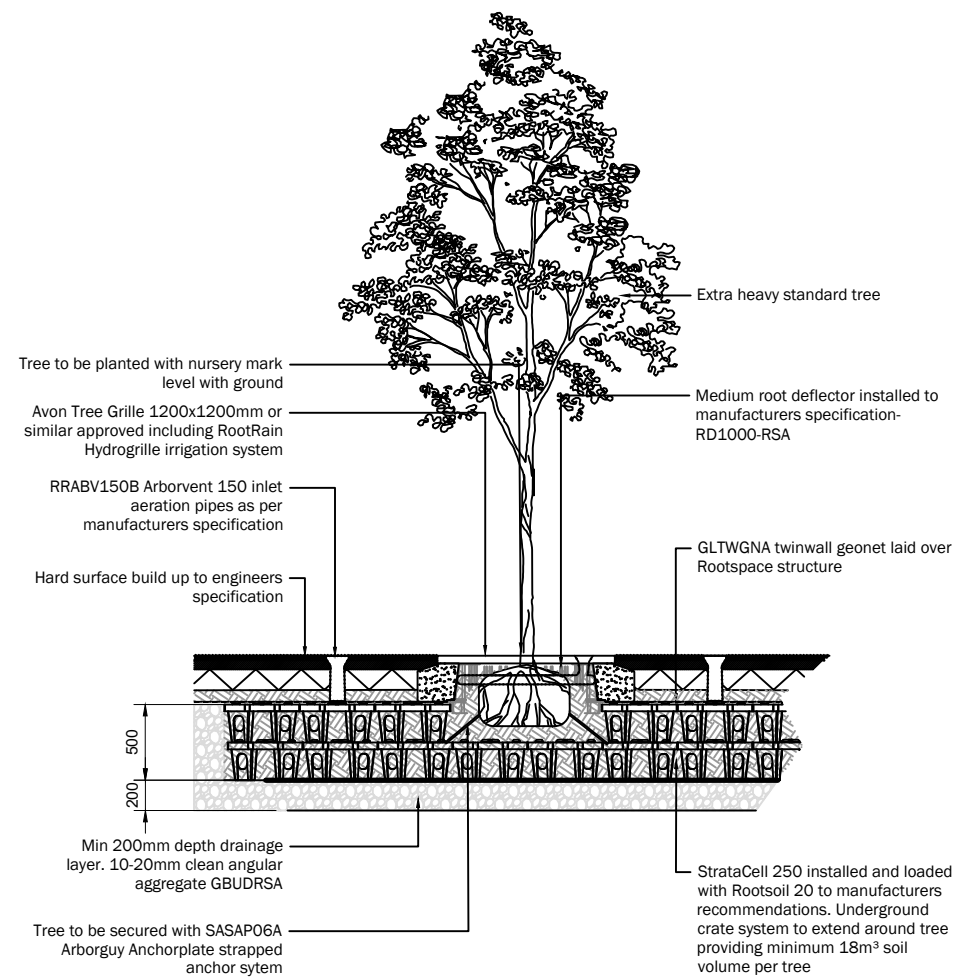 Extra heavy standard tree
Tree to be planted with nursery mark
level with ground
Avon Tree Grille 1200x1200mm or
similar approved including RootRain
Hydrogrille irrigation system
Medium root deflector installed to
manufacturers specification-
RD1000-RSA
RRABV150B Arborvent 150 inlet
aeration pipes as per
manufacturers specification
GLTWGNA twinwall geonet laid over
Rootspace structure
Hard surface build up to engineers
specification
500
200
Min 200mm depth drainage
layer. 10-20mm clean angular
aggregate GBUDRSA
StrataCell 250 installed and loaded
with Rootsoil 20 to manufacturers
recommendations. Underground
crate system to extend around tree
providing minimum 18m³ soil
volume per tree
Tree to be secured with SASAP06A
Arborguy Anchorplate strapped
anchor sytem